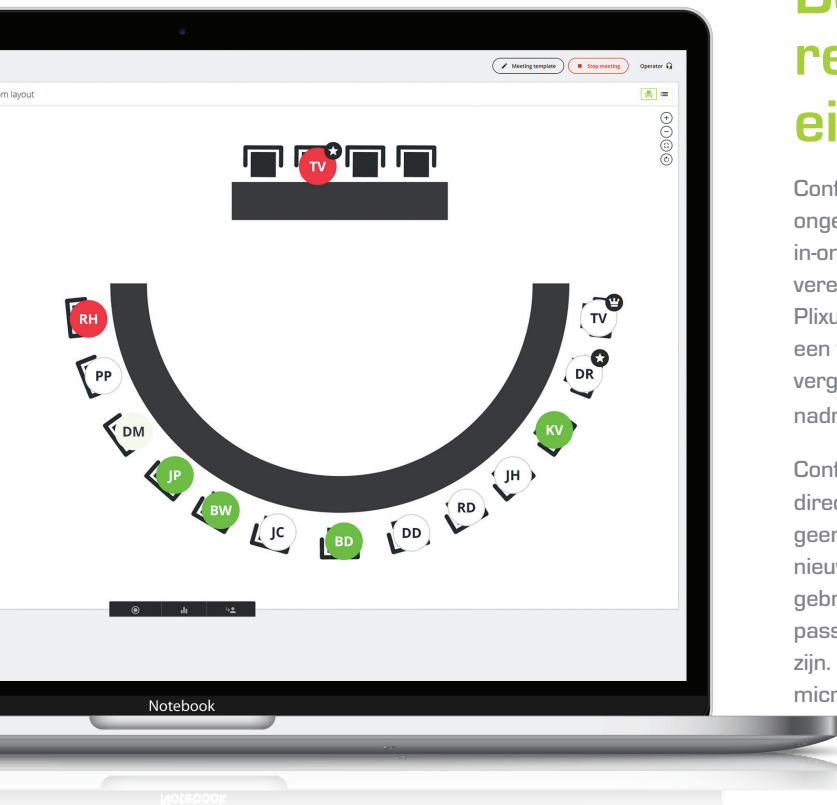 Meeting template
Stop meeting
Operator
m layout
TV
RH
PP
DM
JP
BW
JC
BD
DD
RD
JH
KV
DR
TV
Notebook
re
ei
Conf
onge
in-on
vere
Plixu
een
verg
nadr
Conf
direc
geen
nieuw
gebr
pass
zijn.
micr